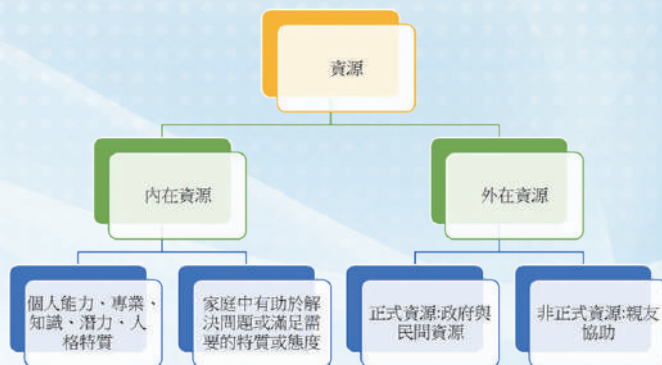 資源
內在資源
外在資源
個人能力、專業、
知識、潛力、人
格特質
家庭中有助於解
決問題或滿足需
要的特質或態度
正式資源:政府與
民間資源
非正式資源:親友
協助